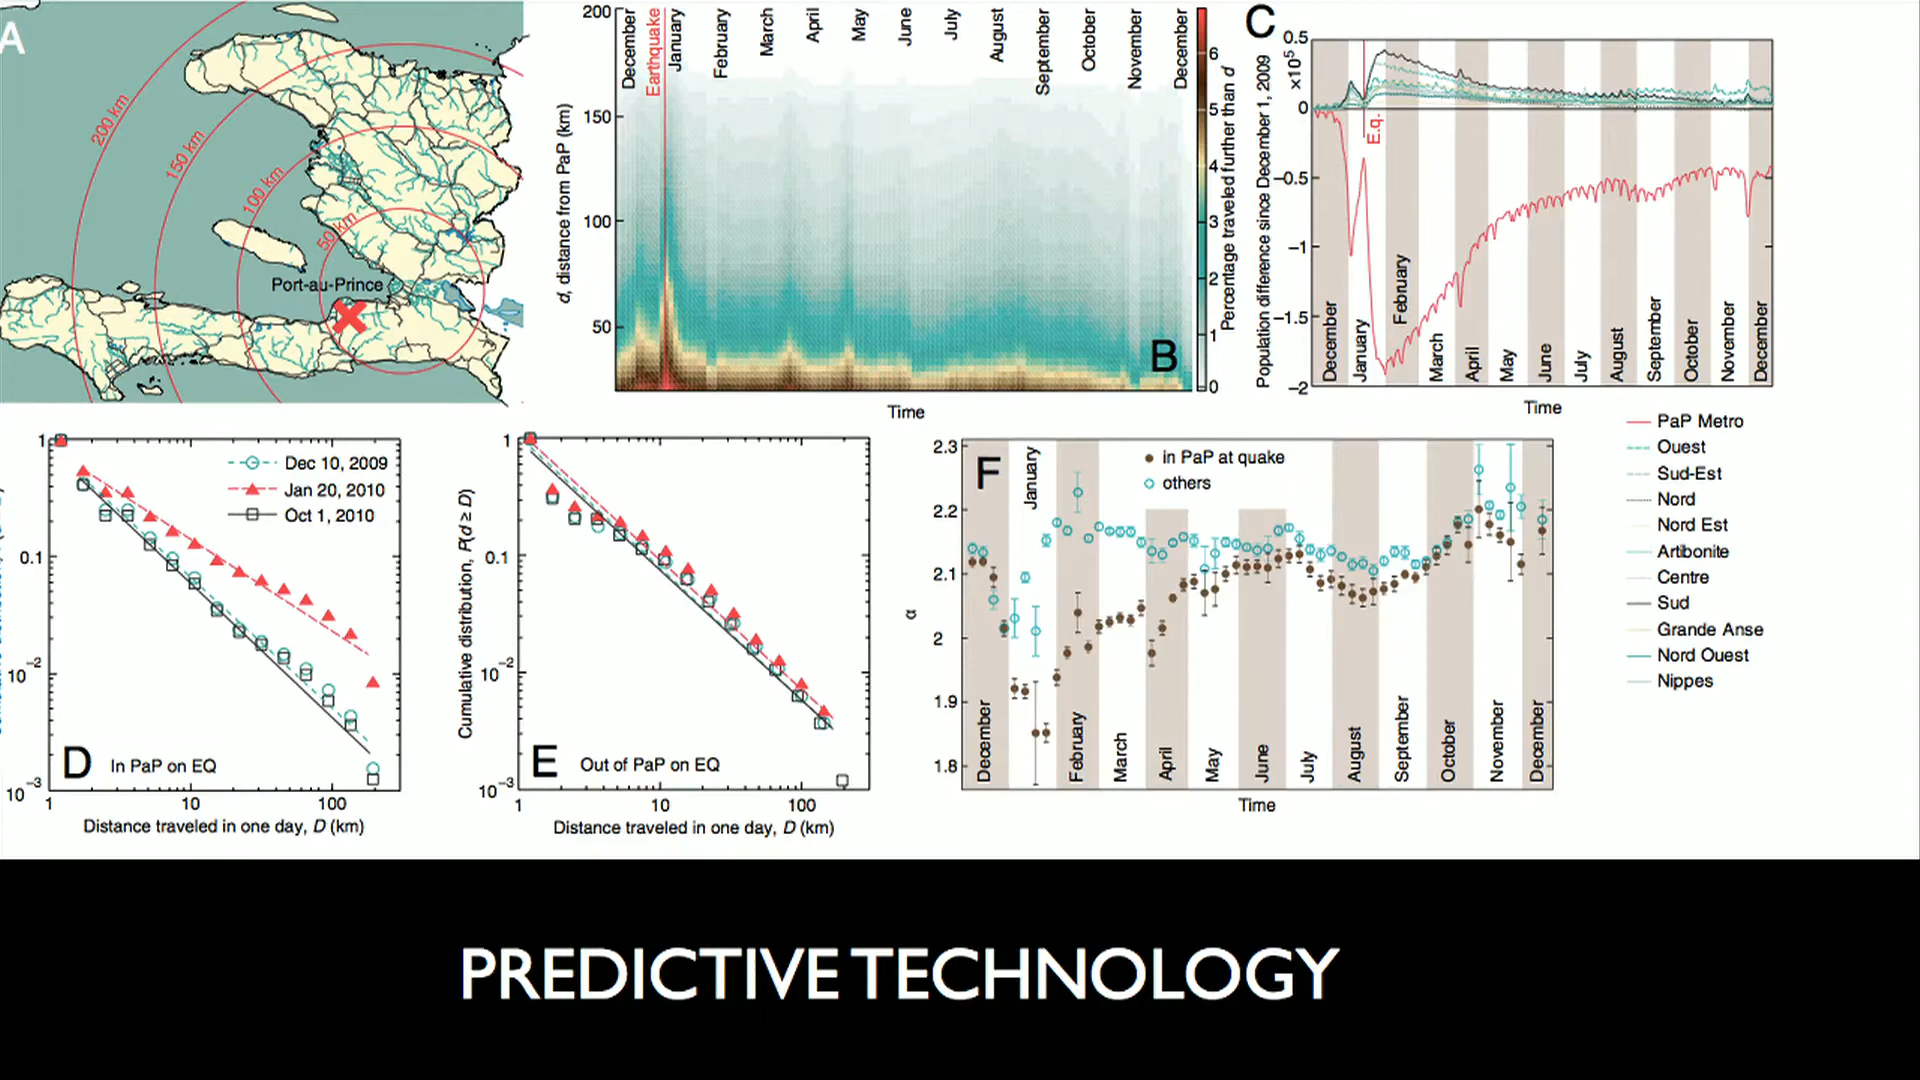 A
200 km
150 km
100 km
50 km
Port-au-Prince
200
150
100
50
d, distance from PaP (km)
December
Earthquake
January
February
March
April
May
June
July
August
September
October
November
December
B
Time
6
5
4
3
2
1
0
Percentage traveled further than d
C
0.5
0
−0.5
−1
−1.5
−2
×10⁵
Population difference since December 1, 2009
E.q.
December
January
February
March
April
May
June
July
August
September
October
November
December
Time
PaP Metro
Ouest
Sud-Est
Nord
Nord Est
Artibonite
Centre
Sud
Grande Anse
Nord Ouest
Nippes
1
0.1
10⁻²
10⁻³
Dec 10, 2009
Jan 20, 2010
Oct 1, 2010
D
In PaP on EQ
1
10
100
Distance traveled in one day, D (km)
Cumulative distribution, P(d ≥ D)
1
0.1
10⁻²
10⁻³
E
Out of PaP on EQ
1
10
100
Distance traveled in one day, D (km)
α
2.3
2.2
2.1
2
1.9
1.8
F
in PaP at quake
others
December
January
February
March
April
May
June
July
August
September
October
November
December
Time
PREDICTIVE TECHNOLOGY